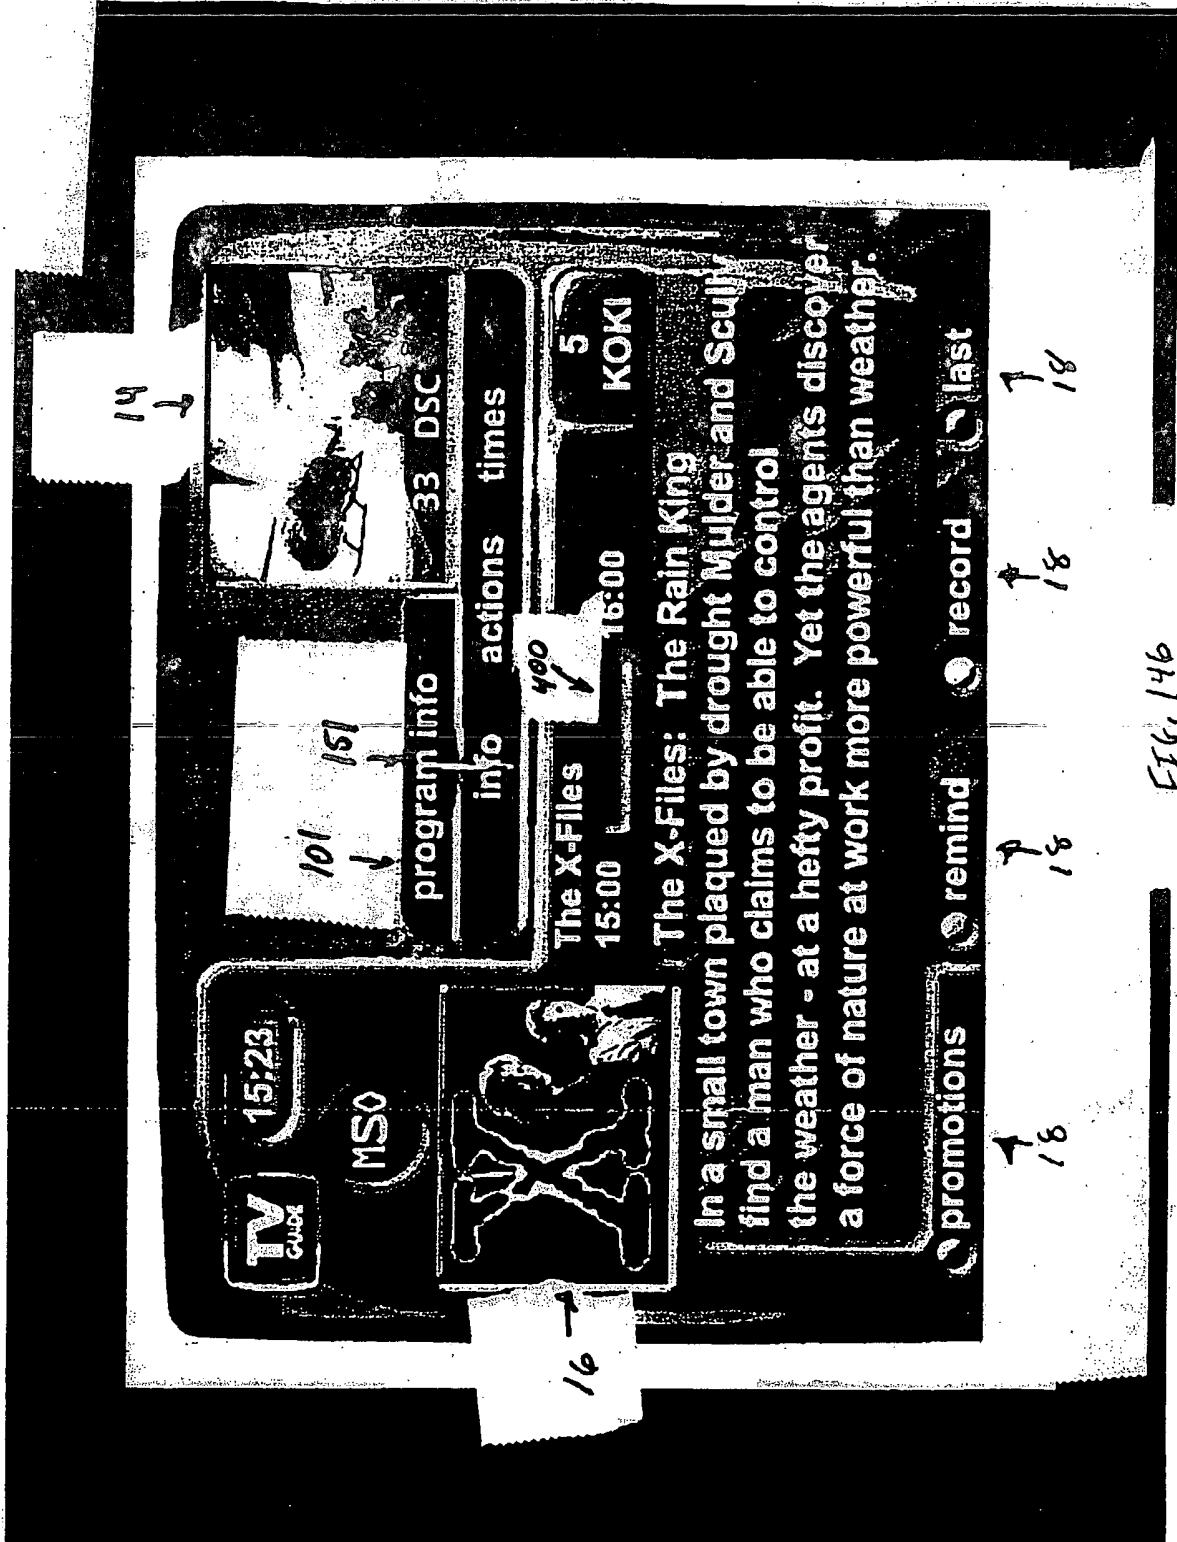 14
101
151
TV
GUIDE
15:23
MSO
program info
33 DSC
info actions times
400
16
The X-Files
15:00 16:00
5
KOKI
The X-Files: The Rain King
In a small town plaqued by drought Mulder and Scully
find a man who claims to be able to control
the weather - at a hefty profit. Yet the agents discover
a force of nature at work more powerful than weather.
promotions remind record last
18 18 18 18
FIG. 146